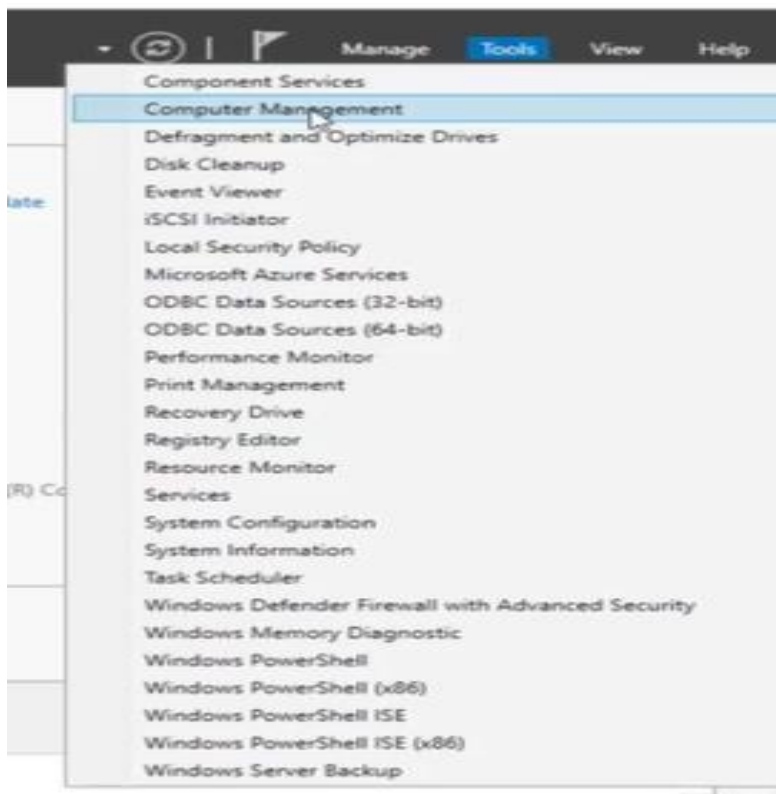 Manage Tools View Help
Component Services
Computer Management
Defragment and Optimize Drives
Disk Cleanup
Event Viewer
iSCSI Initiator
Local Security Policy
Microsoft Azure Services
ODBC Data Sources (32-bit)
ODBC Data Sources (64-bit)
Performance Monitor
Print Management
Recovery Drive
Registry Editor
Resource Monitor
Services
System Configuration
System Information
Task Scheduler
Windows Defender Firewall with Advanced Security
Windows Memory Diagnostic
Windows PowerShell
Windows PowerShell (x86)
Windows PowerShell ISE
Windows PowerShell ISE (x86)
Windows Server Backup
late
(R) Co